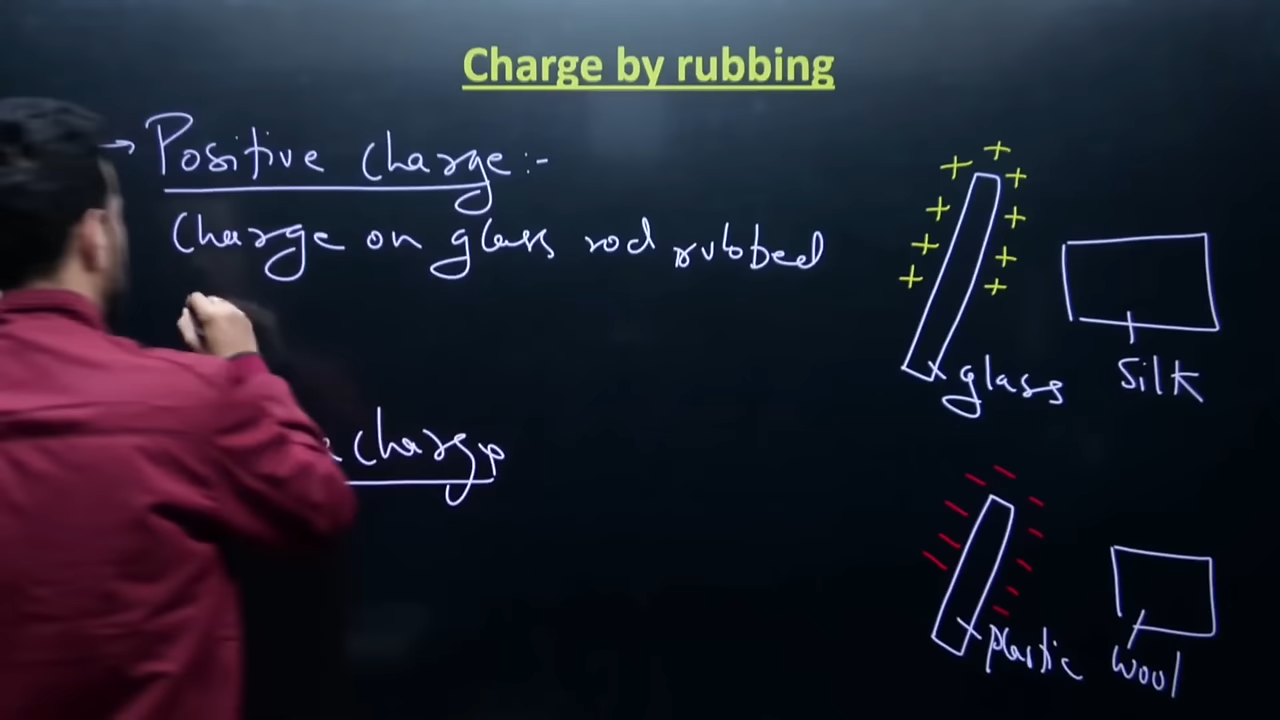 Charge by rubbing
→ Positive charge:-
Charge on glass rod rubbed
charge
glass
Silk
plastic
wool